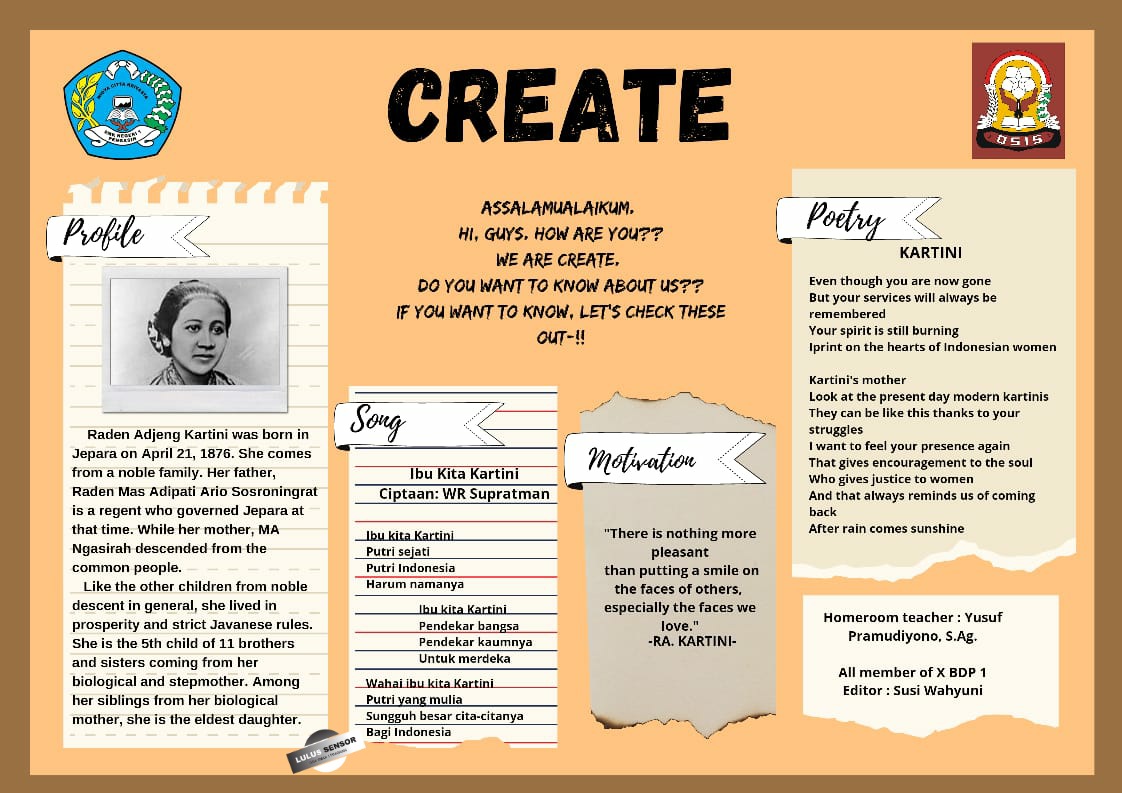 CREATE
WIDYA CITTA KRIYASTA
SMK NEGERI 1
OSIS
ASSALAMUALAIKUM.
HI, GUYS. HOW ARE YOU??
WE ARE CREATE.
DO YOU WANT TO KNOW ABOUT US??
IF YOU WANT TO KNOW, LET'S CHECK THESE
OUT-!!
Profile
Raden Adjeng Kartini was born in
Jepara on April 21, 1876. She comes
from a noble family. Her father,
Raden Mas Adipati Ario Sosroningrat
is a regent who governed Jepara at
that time. While her mother, MA
Ngasirah descended from the
common people.
Like the other children from noble
descent in general, she lived in
prosperity and strict Javanese rules.
She is the 5th child of 11 brothers
and sisters coming from her
biological and stepmother. Among
her siblings from her biological
mother, she is the eldest daughter.
LULUS SENSOR
Song
Ibu Kita Kartini
Ciptaan: WR Supratman
Ibu kita Kartini
Putri sejati
Putri Indonesia
Harum namanya
Ibu kita Kartini
Pendekar bangsa
Pendekar kaumnya
Untuk merdeka
Wahai ibu kita Kartini
Putri yang mulia
Sungguh besar cita-citanya
Bagi Indonesia
Motivation
"There is nothing more
pleasant
than putting a smile on
the faces of others,
especially the faces we
love."
-RA. KARTINI-
Poetry
KARTINI
Even though you are now gone
But your services will always be
remembered
Your spirit is still burning
Iprint on the hearts of Indonesian women
Kartini's mother
Look at the present day modern kartinis
They can be like this thanks to your
struggles
I want to feel your presence again
That gives encouragement to the soul
Who gives justice to women
And that always reminds us of coming
back
After rain comes sunshine
Homeroom teacher : Yusuf
Pramudiyono, S.Ag.
All member of X BDP 1
Editor : Susi Wahyuni